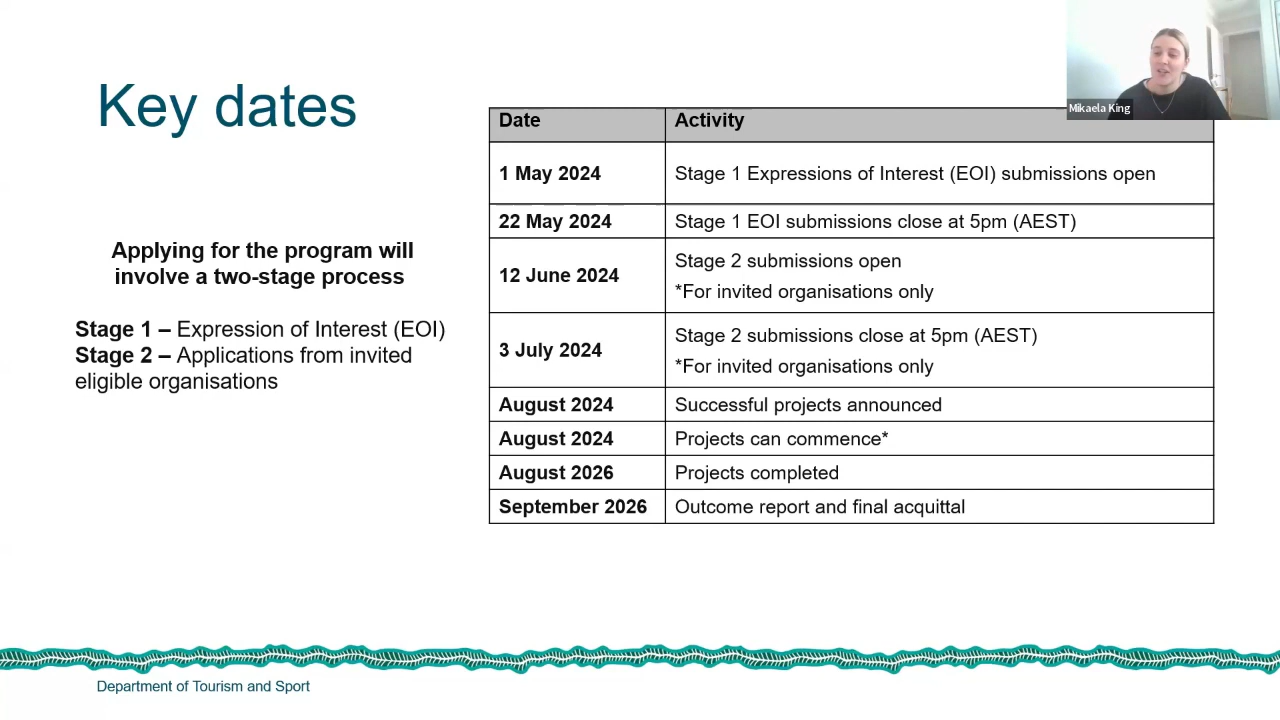 Key dates
Mikaela King
Applying for the program will
involve a two-stage process
Stage 1 – Expression of Interest (EOI)
Stage 2 – Applications from invited
eligible organisations
Date Activity
1 May 2024 Stage 1 Expressions of Interest (EOI) submissions open
22 May 2024 Stage 1 EOI submissions close at 5pm (AEST)
12 June 2024 Stage 2 submissions open
*For invited organisations only
3 July 2024 Stage 2 submissions close at 5pm (AEST)
*For invited organisations only
August 2024 Successful projects announced
August 2024 Projects can commence*
August 2026 Projects completed
September 2026 Outcome report and final acquittal
Department of Tourism and Sport